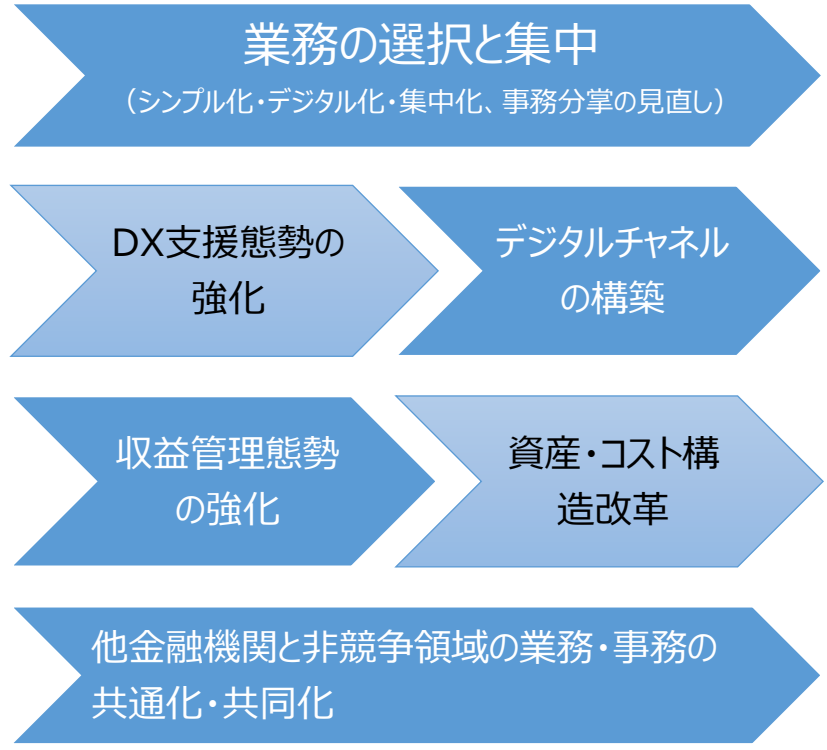 業務の選択と集中
（シンプル化・デジタル化・集中化、事務分掌の見直し）
DX支援態勢の
強化
デジタルチャネル
の構築
収益管理態勢
の強化
資産・コスト構
造改革
他金融機関と非競争領域の業務・事務の
共通化・共同化